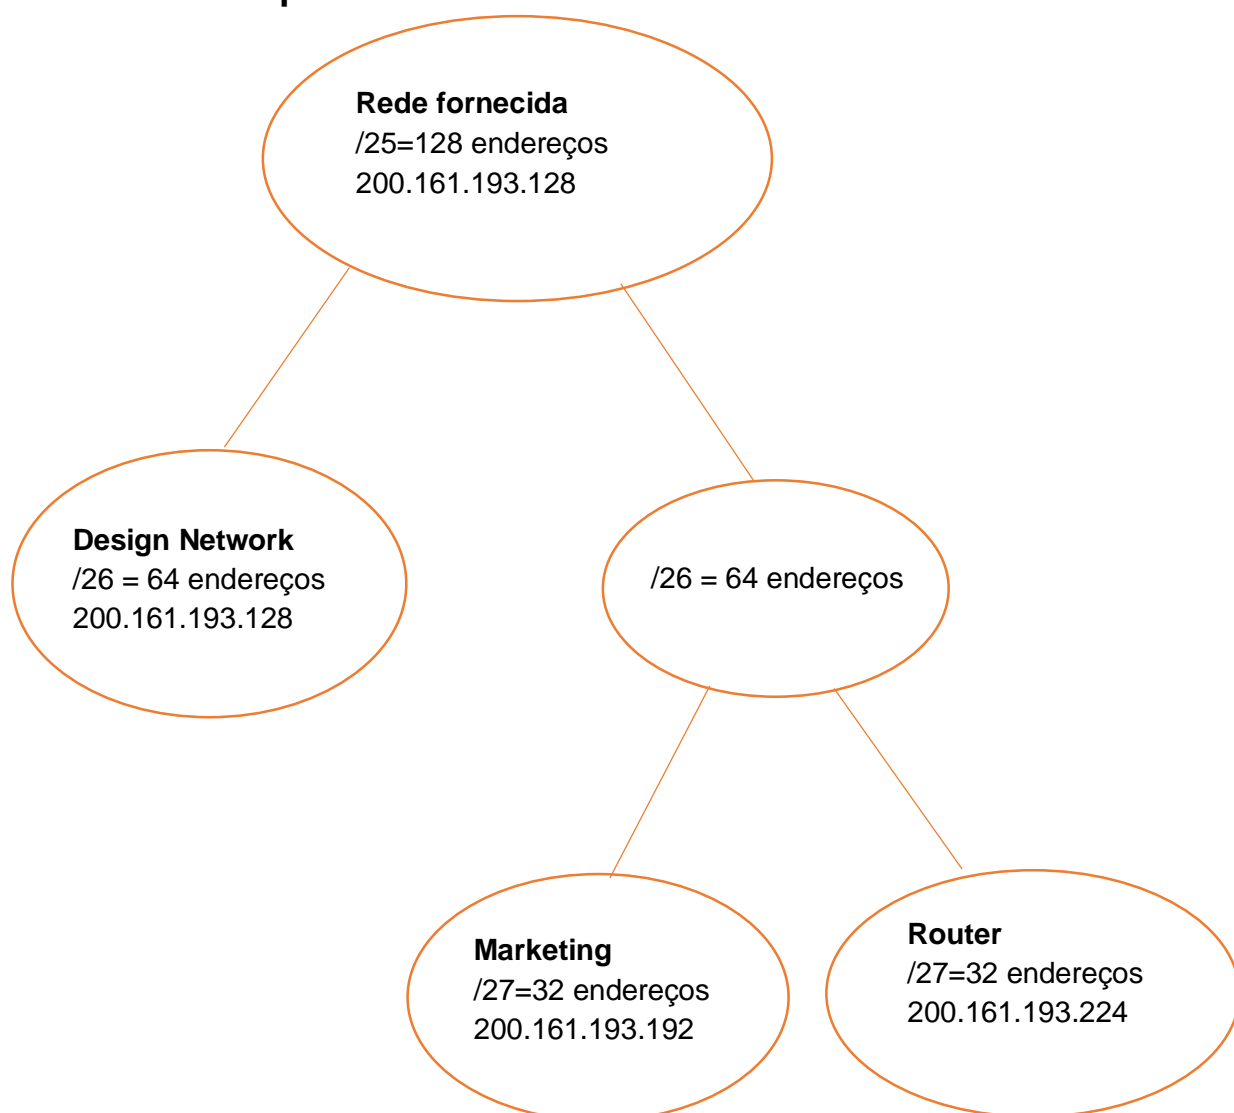 Rede fornecida
/25=128 endereços
200.161.193.128
Design Network
/26 = 64 endereços
200.161.193.128
/26 = 64 endereços
Marketing
/27=32 endereços
200.161.193.192
Router
/27=32 endereços
200.161.193.224